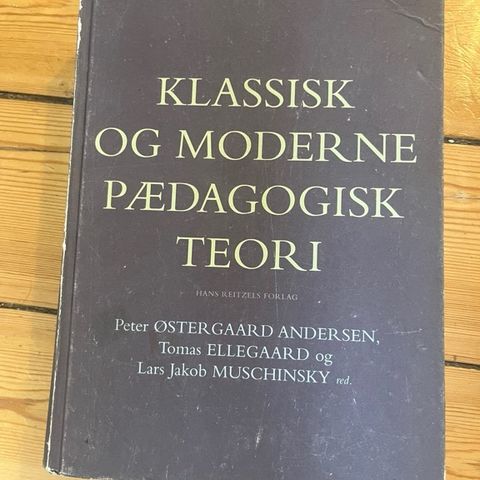 KLASSISK
OG MODERNE
PÆDAGOGISK
TEORI
HANS REITZELS FORLAG
Peter ØSTERGAARD ANDERSEN,
Tomas ELLEGAARD og
Lars Jakob MUSCHINSKY red.